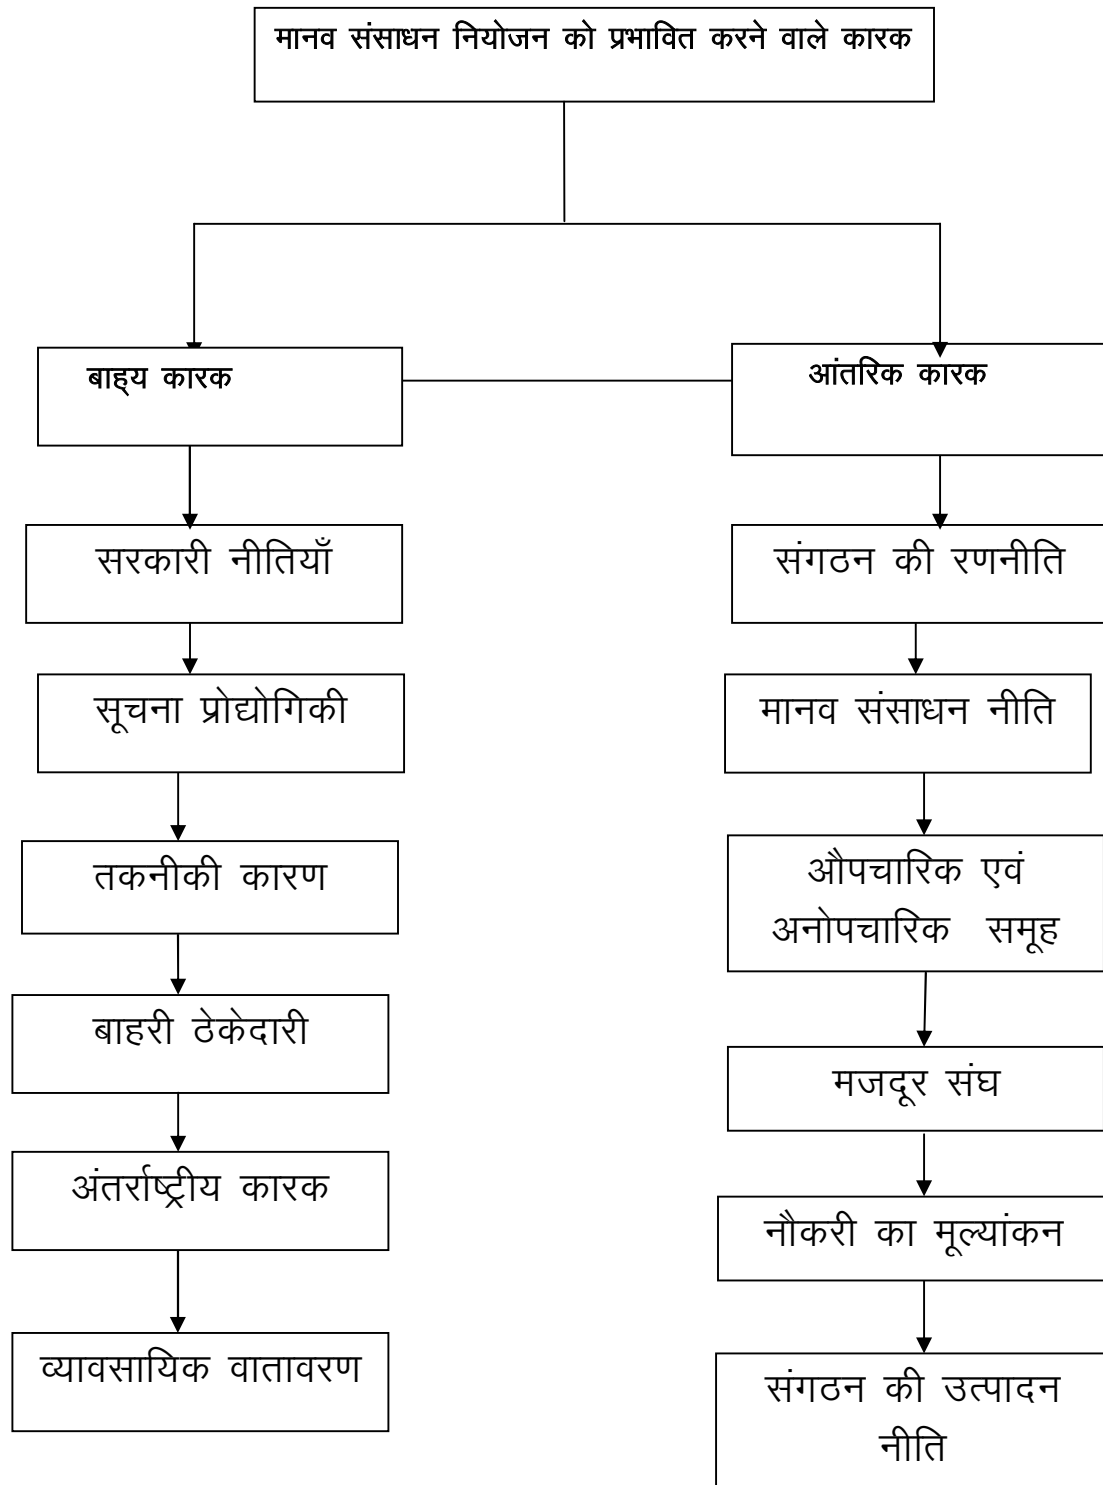 मानव संसाधन नियोजन को प्रभावित करने वाले कारक
बाह्य कारक
आंतरिक कारक
सरकारी नीतियाँ
संगठन की रणनीति
सूचना प्रोद्योगिकी
मानव संसाधन नीति
तकनीकी कारण
औपचारिक एवं
अनोपचारिक समूह
बाहरी ठेकेदारी
मजदूर संघ
अंतर्राष्ट्रीय कारक
नौकरी का मूल्यांकन
व्यावसायिक वातावरण
संगठन की उत्पादन
नीति